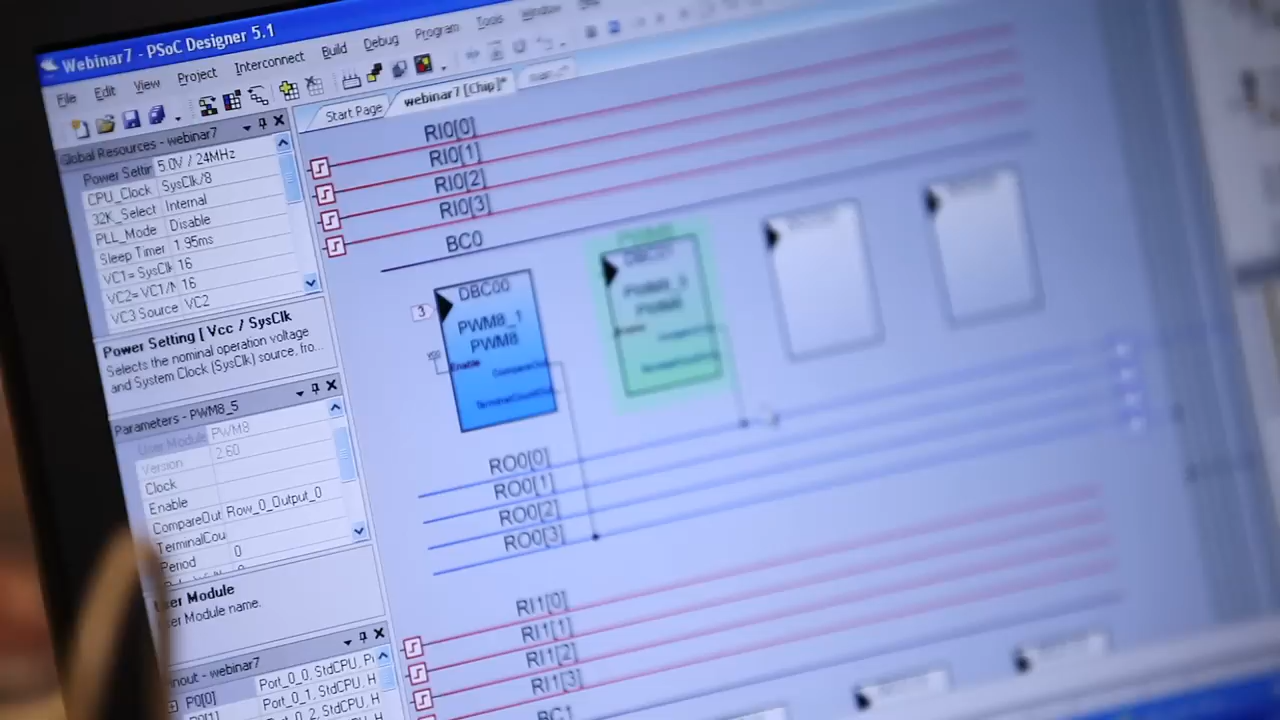 Webinar7 - PSoC Designer 5.1
File Edit View Project Interconnect Build Debug Program Tools Window
Start Page webinar7 [Chip]*
Global Resources - webinar7
Power Settin 5.0V / 24MHz
CPU_Clock SysClk/8
32K_Select Internal
PLL_Mode Disable
Sleep Timer 1.95ms
VC1= SysClk 16
VC2= VC1/N 16
VC3 Source VC2
Power Setting [ Vcc / SysClk
Selects the nominal operation voltage
and System Clock (SysClk) source, fro...
Parameters - PWM8_5
User Module PWM8
Version 2.60
Clock
Enable
CompareOut Row_0_Output_0
TerminalCou
Period 0
User Module
User Module name.
Pinout - webinar7
P0[0] Port_0_0, StdCPU,
Port_0_1, StdCPU, H
Port_0_2, StdCPU, H
RI0[0]
RI0[1]
RI0[2]
RI0[3]
BC0
3
DBC00
PWM8_1
PWM8
Enable
RO0[0]
RO0[1]
RO0[2]
RO0[3]
RI1[0]
RI1[1]
RI1[2]
RI1[3]
BC1